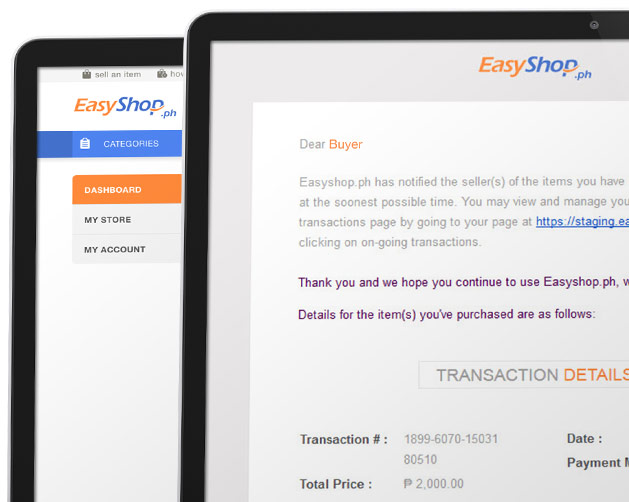 sell an item how
EasyShop.ph
CATEGORIES
DASHBOARD
MY STORE
MY ACCOUNT
EasyShop.ph
Dear Buyer
Easyshop.ph has notified the seller(s) of the items you have
at the soonest possible time. You may view and manage you
transactions page by going to your page at https://staging.ea
clicking on on-going transactions.
Thank you and we hope you continue to use Easyshop.ph, w
Details for the item(s) you've purchased are as follows:
TRANSACTION DETAILS
Transaction # : 1899-6070-15031 Date :
80510
Payment M
Total Price : ₱ 2,000.00